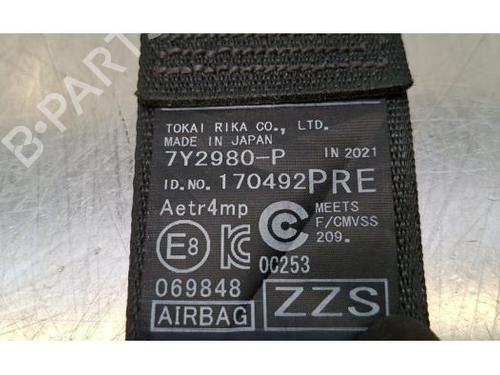 B-PARTS
TOKAI RIKA CO., LTD.
MADE IN JAPAN
7Y2980-P IN 2021
ID.NO.170492PRE
Aetr4mp
MEETS
F/CMVSS
209.
E8
0C253
069848
AIRBAG ZZS